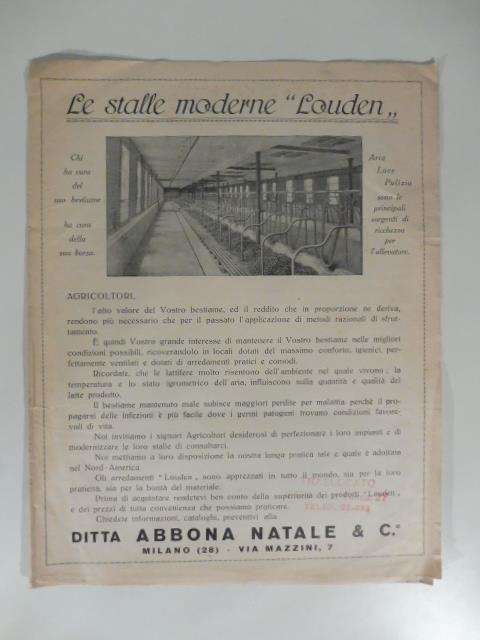 Le stalle moderne "Louden„
Chi
ha cura
del
suo bestiame
ha cura
della
sua borsa.
Aria
Luce
Pulizia
sono le
principali
sorgenti di
ricchezza
per
l'allevatore.
AGRICOLTORI,
l'alto valore del Vostro bestiame, ed il reddito che in proporzione ne deriva,
rendono più necessario che per il passato l'applicazione di metodi razionali di sfrut-
tamento.
È quindi Vostro grande interesse di mantenere il Vostro bestiame nelle migliori
condizioni possibili, ricoverandolo in locali dotati del massimo conforto, igienici, per-
fettamente ventilati e dotati di arredamenti pratici e comodi.
Ricordate, che le lattifere molto risentono dell'ambiente nel quale vivono; la
temperatura e lo stato igrometrico dell'aria, influiscono sulla quantità e qualità del
latte prodotto.
Il bestiame mantenuto male subisce maggiori perdite per malattia perchè il pro-
pagarsi delle infezioni è più facile dove i germi patogeni trovano condizioni favore-
voli di vita.
Noi invitiamo i signori Agricoltori desiderosi di perfezionare i loro impianti e di
modernizzare le loro stalle di consultarci.
Noi mettiamo a loro disposizione la nostra lunga pratica tale e quale è adottata
nel Nord-America
Gli arredamenti "Louden„ sono apprezzati in tutto il mondo, sia per la loro
praticità, sia per la bontà del materiale.
Prima di acquistare rendetevi ben conto della superiorità dei prodotti "Louden„
e dei prezzi di tutta convenienza che possiamo praticare.
Chiedete informazioni, cataloghi, preventivi alla
DITTA ABBONA NATALE & C.°
MILANO (28) - VIA MAZZINI, 7